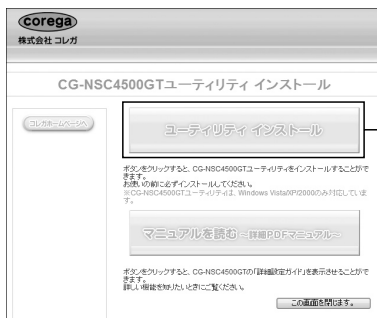 corega
株式会社 コレガ
CG-NSC4500GTユーティリティ インストール
コレガホームページへ
ユーティリティ インストール
ボタンをクリックすると、CG-NSC4500GTユーティリティをインストールすることがで
きます。
お使いの前に必ずインストールしてください。
※CG-NSC4500GTユーティリティは、Windows Vista/XP/2000のみ対応していま
す。
マニュアルを読む ~詳細PDFマニュアル~
ボタンをクリックすると、CG-NSC4500GTの「詳細設定ガイド」を表示させることがで
きます。
詳しい機能を知りたいときにご覧ください。
この画面を閉じます。